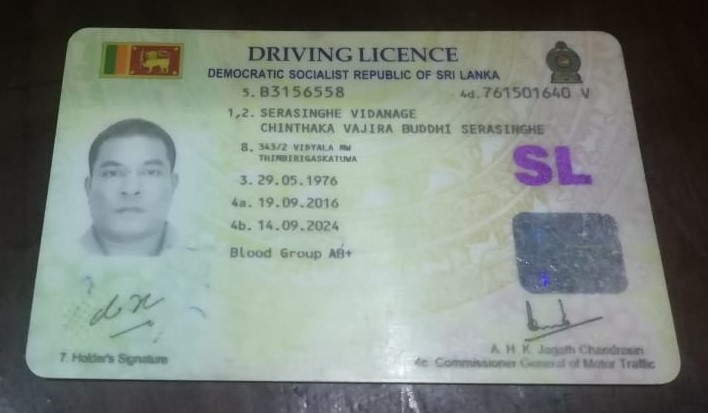 DRIVING LICENCE
DEMOCRATIC SOCIALIST REPUBLIC OF SRI LANKA
5. B3156558 4d. 761501640 V
1,2. SERASINGHE VIDANAGE
CHINTHAKA VAJIRA BUDDHI SERASINGHE
8. 343/2 VIDYALA MW
THIMBIRIGASKATUWA
SL
3. 29.05.1976
4a. 19.09.2016
4b. 14.09.2024
Blood Group AB+
7. Holder's Signature
A. H. K. Jagath Chandrasiri
4c. Commissioner General of Motor Traffic